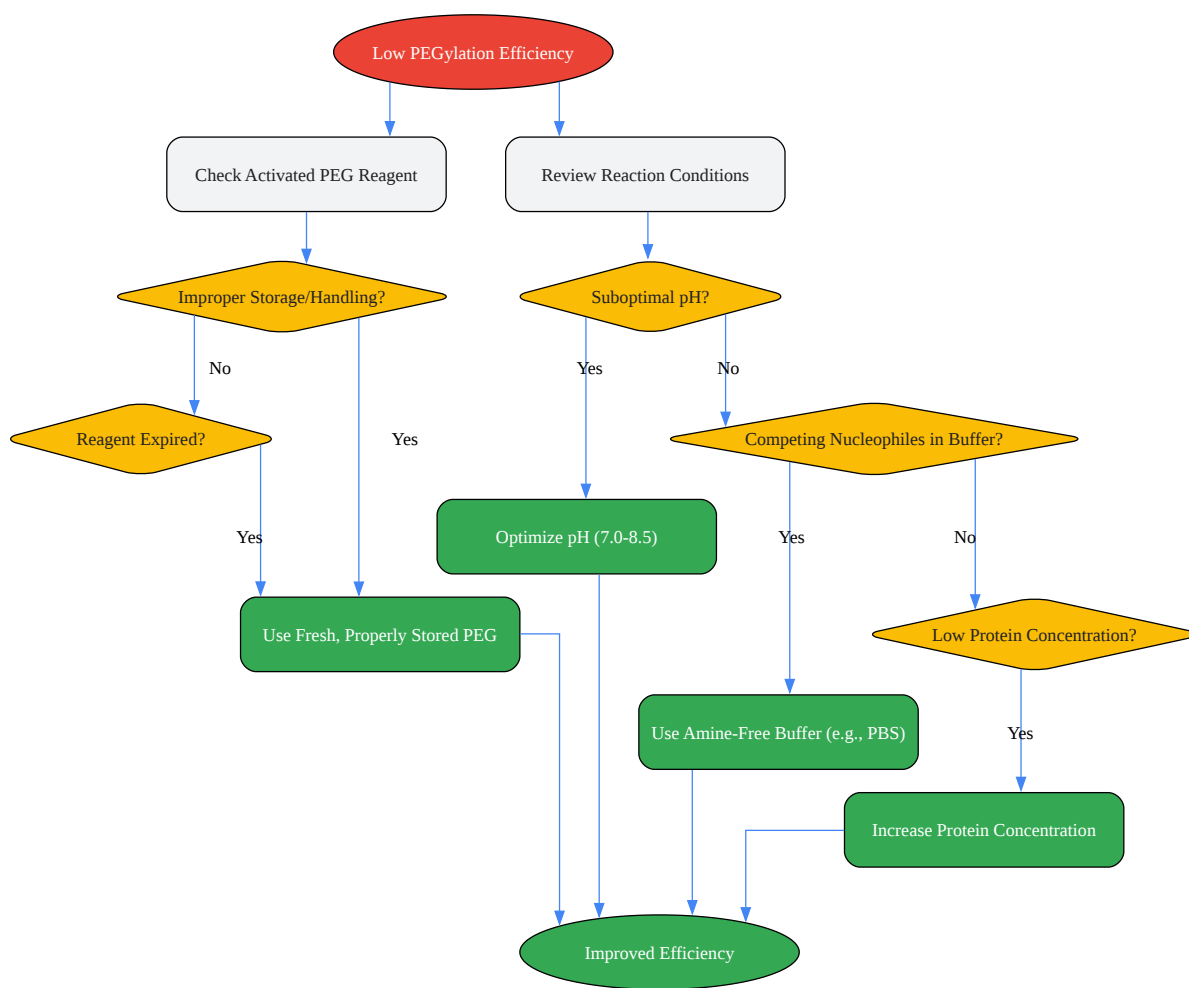 Low PEGylation Efficiency
Check Activated PEG Reagent
Review Reaction Conditions
Improper Storage/Handling?
Suboptimal pH?
No
Yes
No
Reagent Expired?
Yes
Competing Nucleophiles in Buffer?
Yes
Optimize pH (7.0-8.5)
Yes
No
Use Fresh, Properly Stored PEG
Low Protein Concentration?
Use Amine-Free Buffer (e.g., PBS)
Yes
Increase Protein Concentration
Improved Efficiency